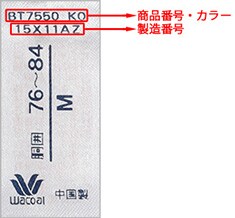 BT7550 KO
15X11AZ
胴囲
76〜84
M
Wacoal
中国製
商品番号・カラー
製造番号